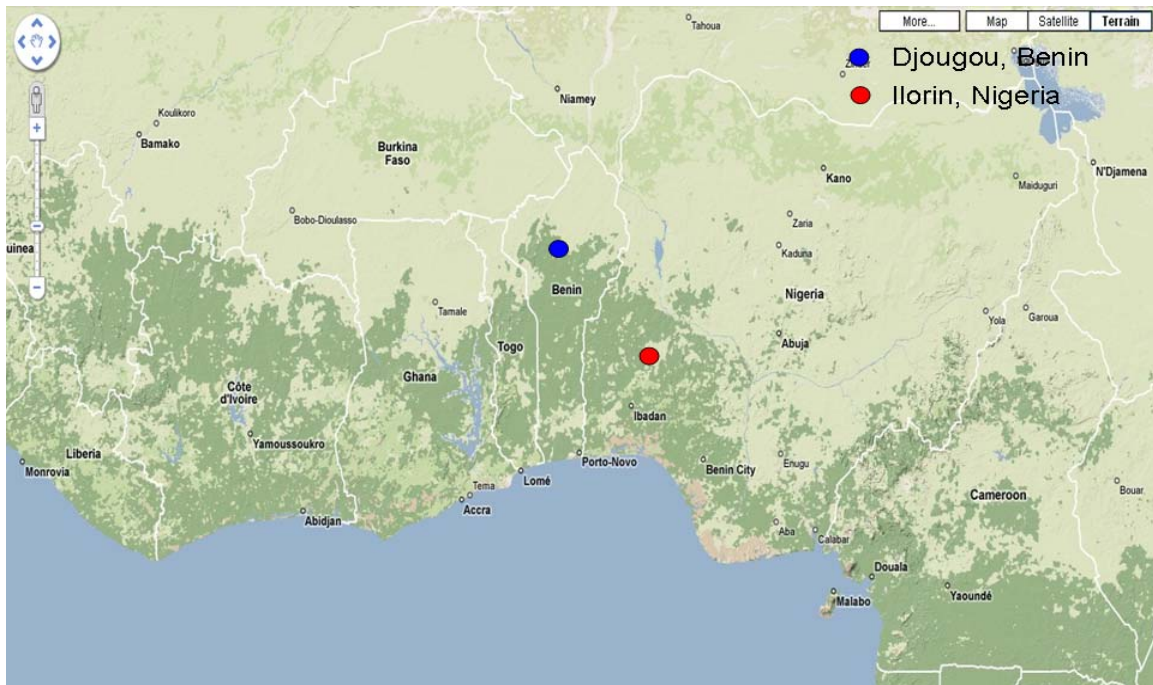 More...
Map
Satellite
Terrain
Djougou, Benin
Ilorin, Nigeria
Tahoua
Niamey
Koulikoro
Bamako
Burkina
Faso
Kano
N'Djamena
Maiduguri
Bobo-Dioulasso
Zaria
Kaduna
uinea
Benin
Nigeria
Tamale
Yola
Garoua
Togo
Abuja
Ghana
Côte
d'Ivoire
Ibadan
Yamoussoukro
Liberia
Monrovia
Porto-Novo
Benin City
Enugu
Lomé
Tema
Accra
Bouar
Cameroon
Abidjan
Aba
Calabar
Douala
Malabo
Yaoundé